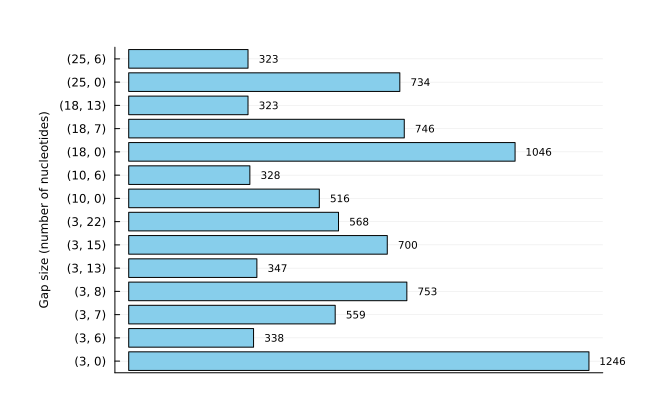 Gap size (number of nucleotides)
(25, 6) 323
(25, 0) 734
(18, 13) 323
(18, 7) 746
(18, 0) 1046
(10, 6) 328
(10, 0) 516
(3, 22) 568
(3, 15) 700
(3, 13) 347
(3, 8) 753
(3, 7) 559
(3, 6) 338
(3, 0) 1246